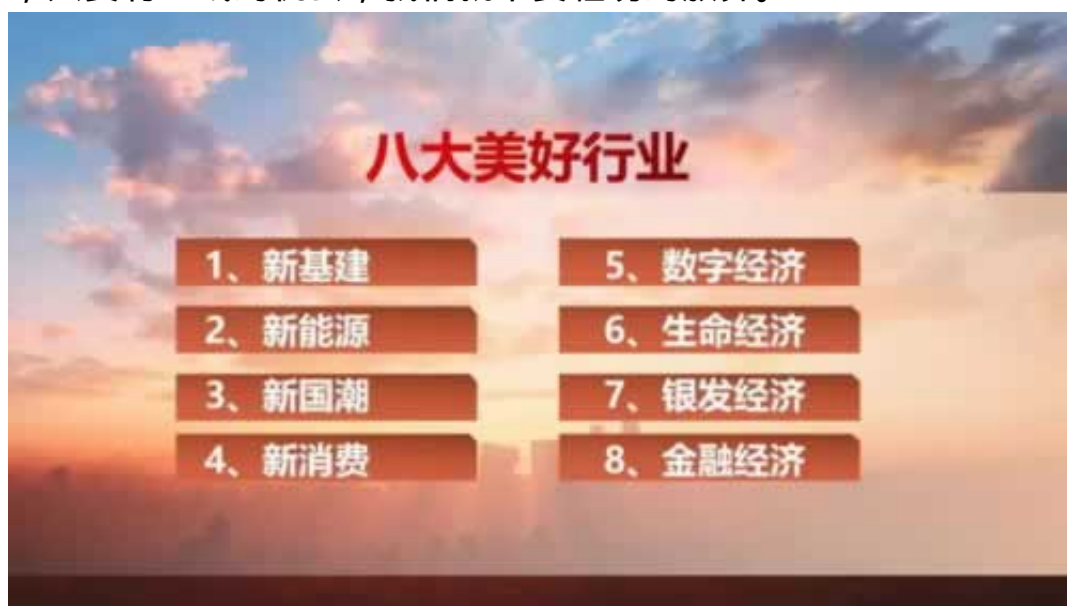 八大美好行业
1、新基建
2、新能源
3、新国潮
4、新消费
5、数字经济
6、生命经济
7、银发经济
8、金融经济